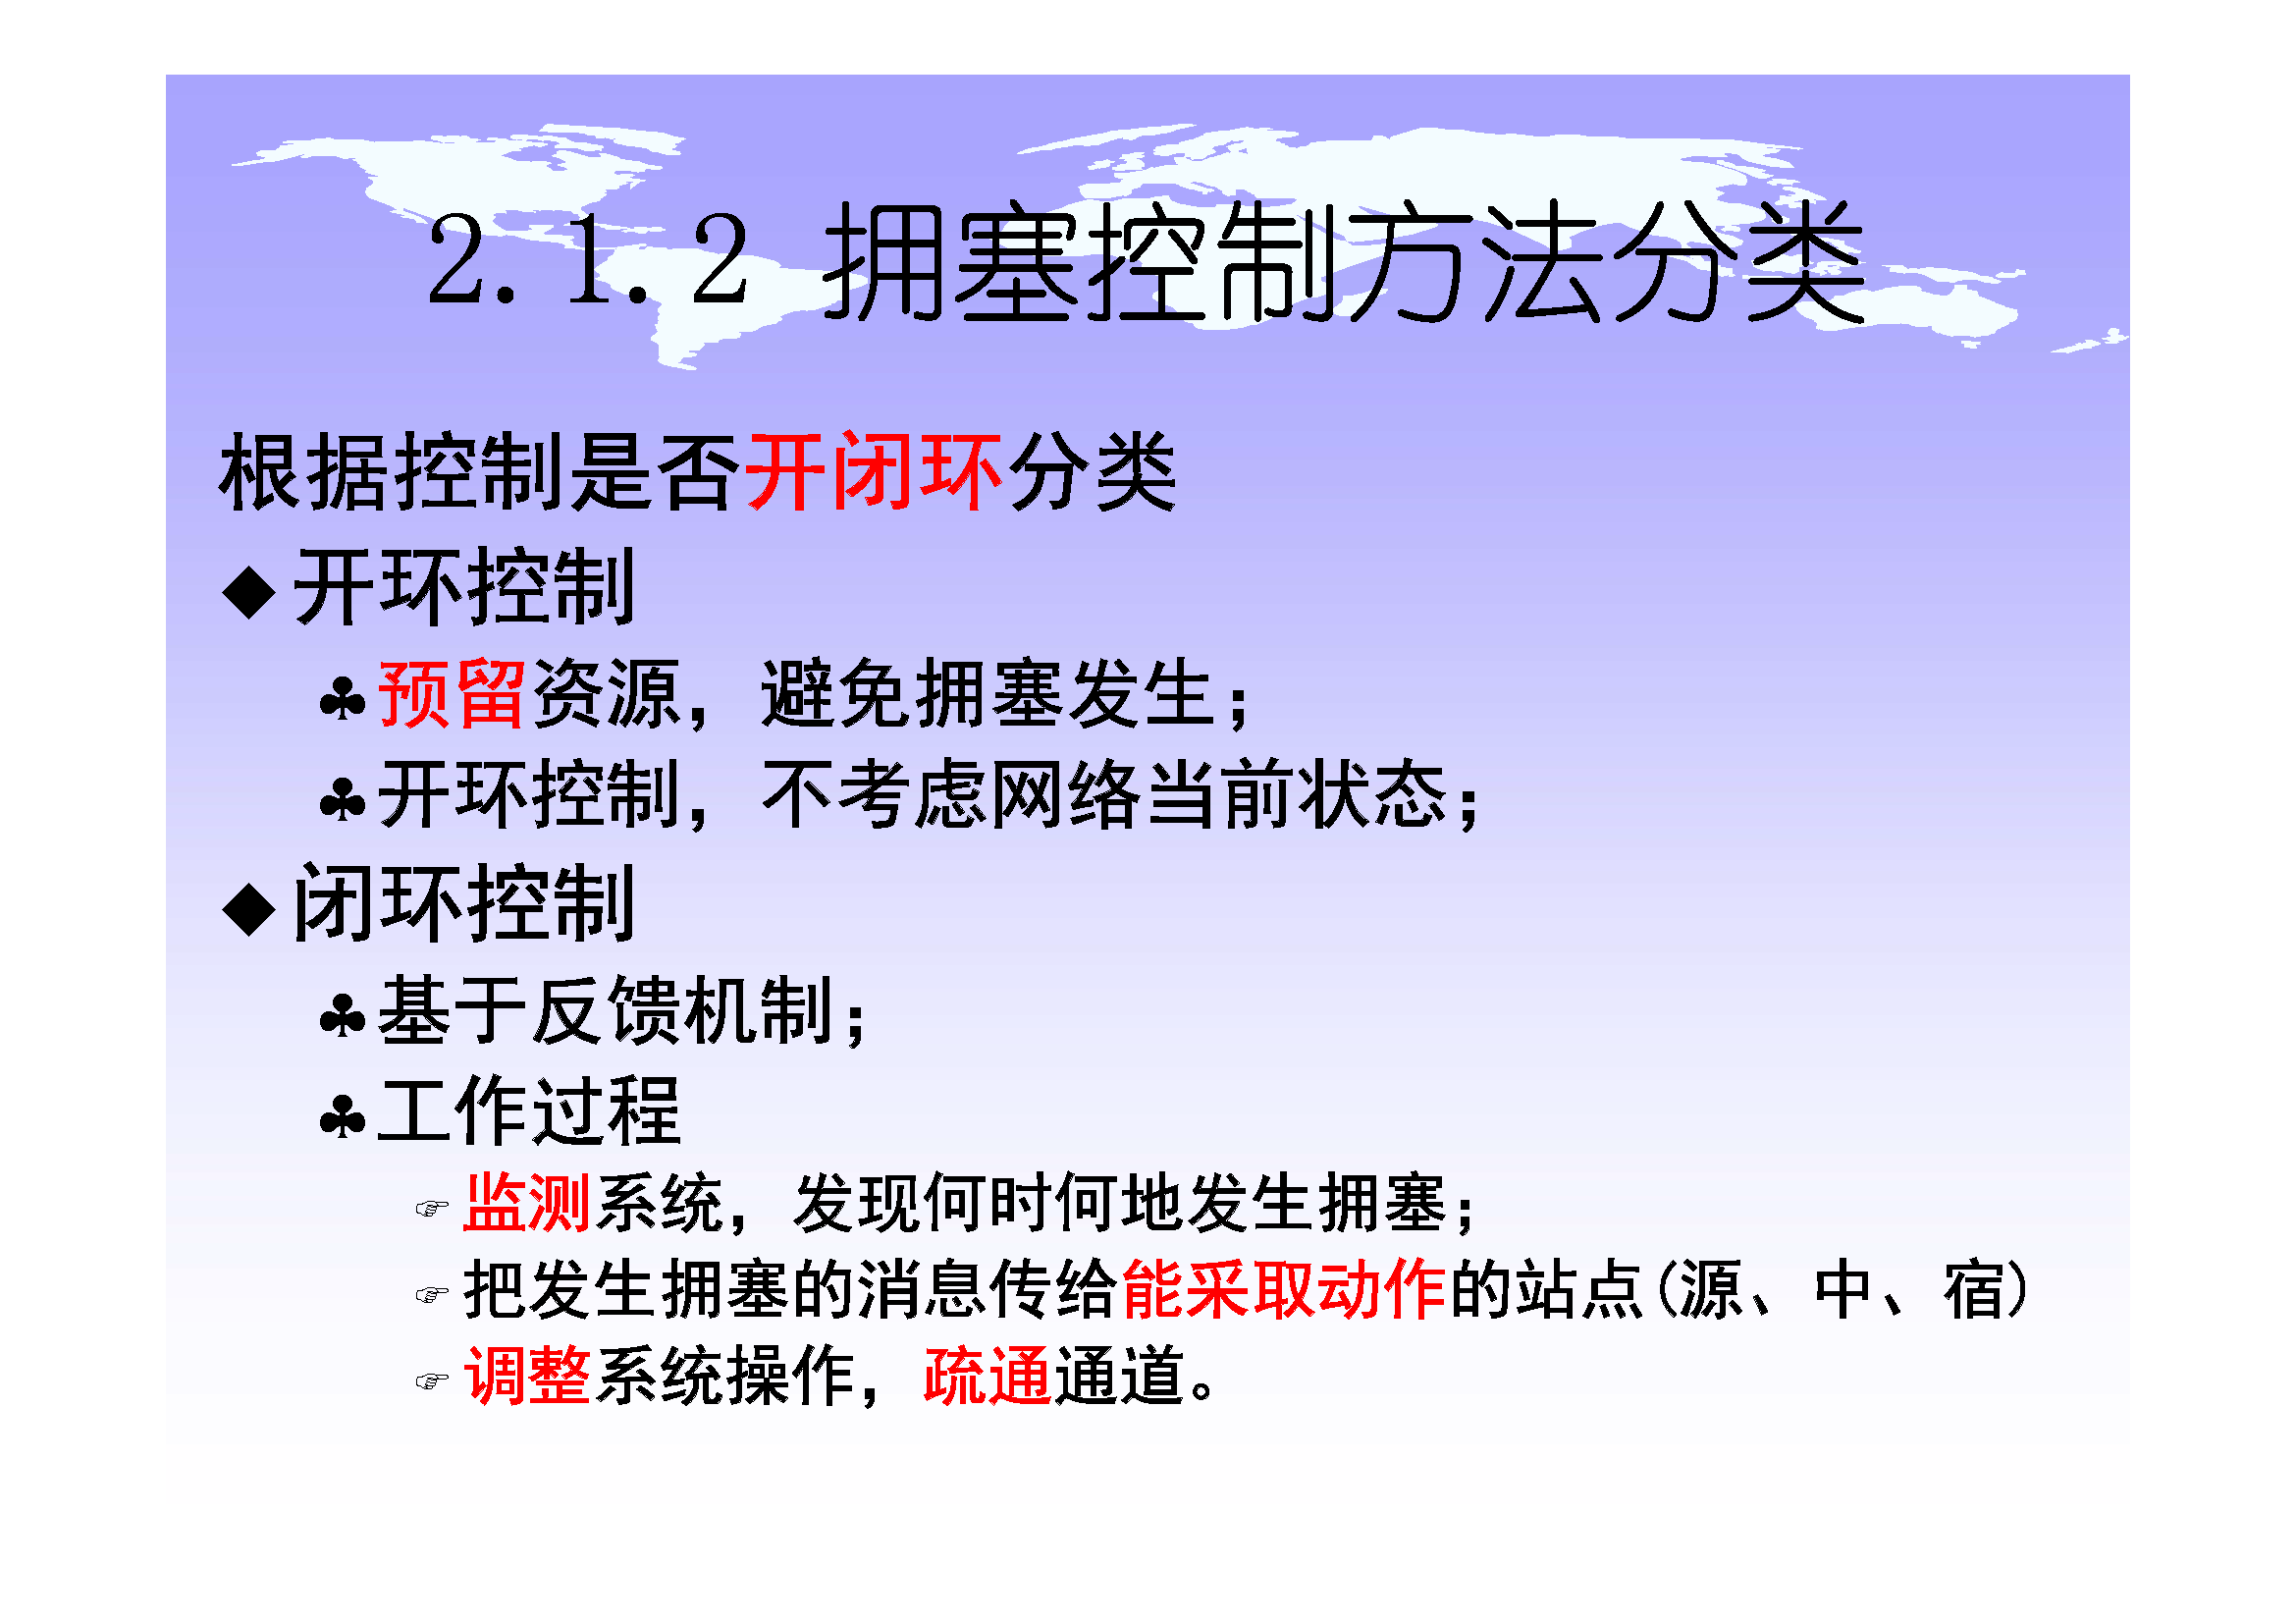 2.1.2 拥塞控制方法分类
根据控制是否开闭环分类
◆开环控制
♣预留资源，避免拥塞发生；
♣开环控制，不考虑网络当前状态；
◆闭环控制
♣基于反馈机制；
♣工作过程
☞监测系统，发现何时何地发生拥塞；
☞把发生拥塞的消息传给能采取动作的站点(源、中、宿)
☞调整系统操作，疏通通道。